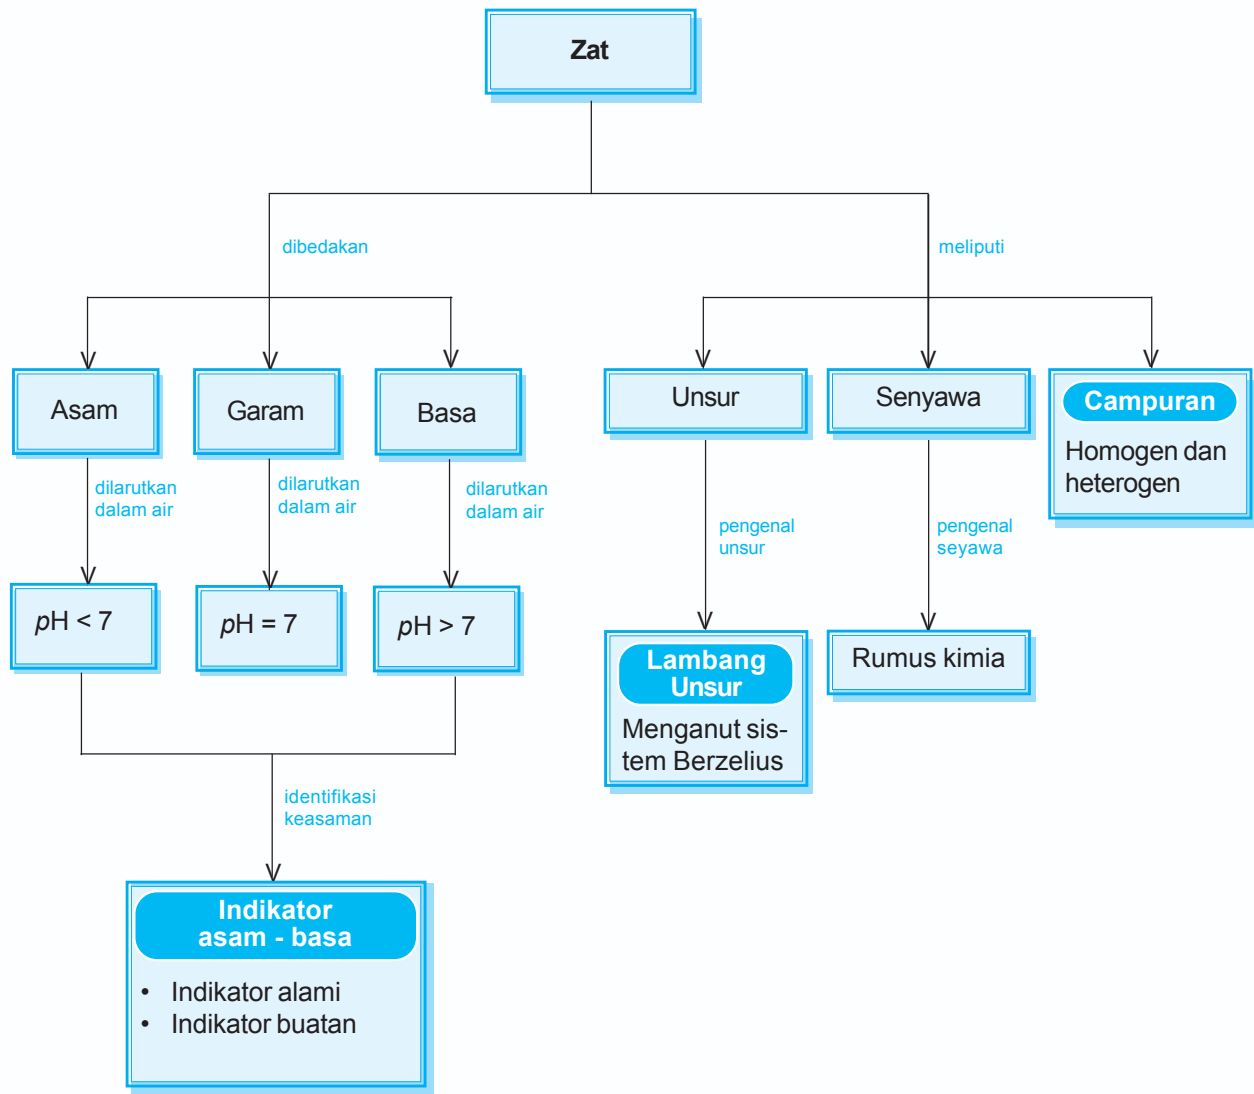 Zat
dibedakan
meliputi
Asam
Garam
Basa
Unsur
Senyawa
Campuran
Homogen dan
heterogen
dilarutkan
dalam air
dilarutkan
dalam air
dilarutkan
dalam air
pengenal
unsur
pengenal
seyawa
pH < 7
pH = 7
pH > 7
Lambang
Unsur
Menganut sis-
tem Berzelius
Rumus kimia
identifikasi
keasaman
Indikator
asam - basa
• Indikator alami
• Indikator buatan